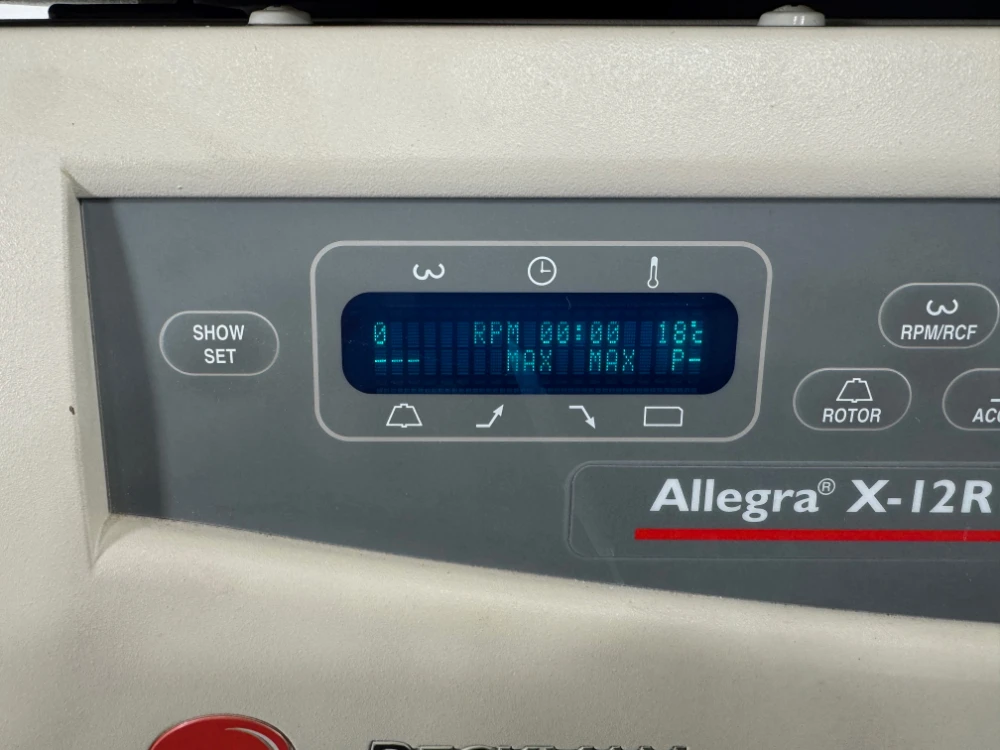 SHOW
SET
0 RPM 00:00 18℃
--- MAX MAX P-
RPM/RCF
ROTOR
Allegra® X-12R